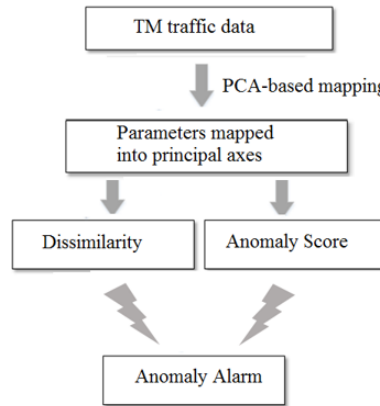 TM traffic data
PCA-based mapping
Parameters mapped
into principal axes
Dissimilarity
Anomaly Score
Anomaly Alarm